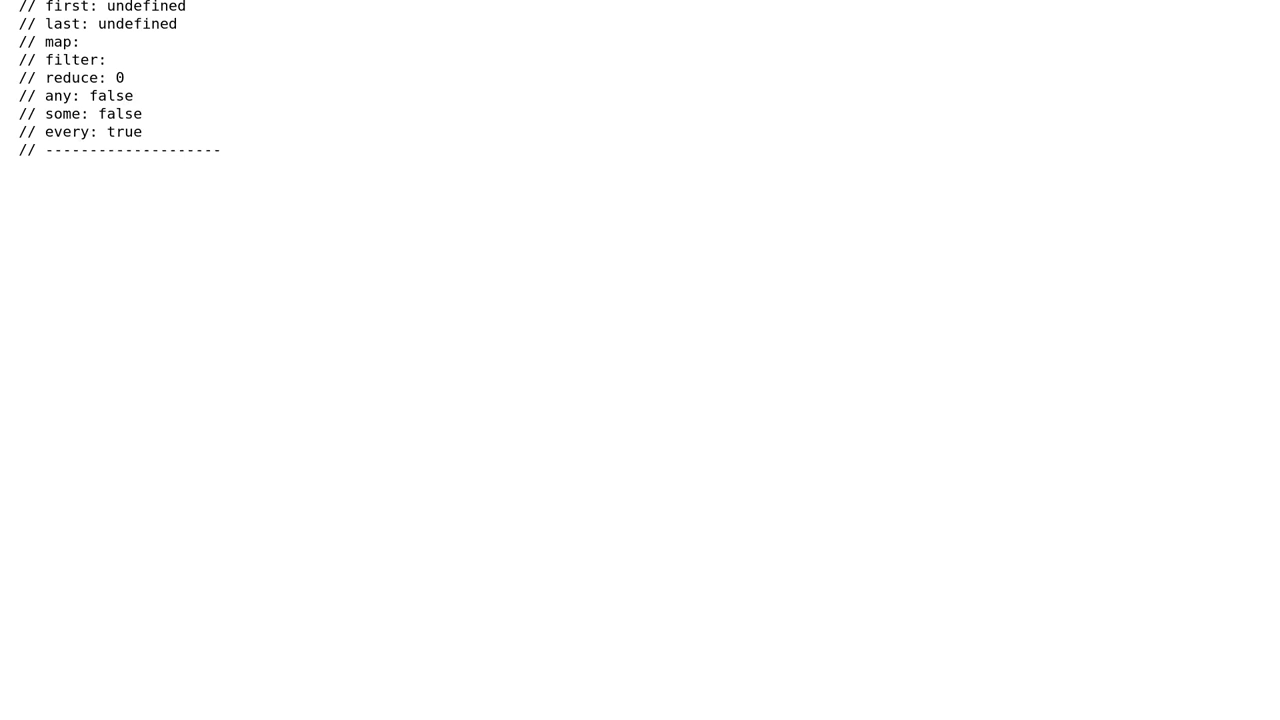 // first: undefined
// last: undefined
// map:
// filter:
// reduce: 0
// any: false
// some: false
// every: true
// --------------------